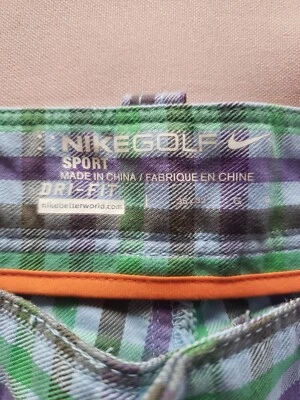 NIKEGOLF
SPORT
MADE IN CHINA / FABRIQUE EN CHINE
DRI-FIT
nikebetterworld.com